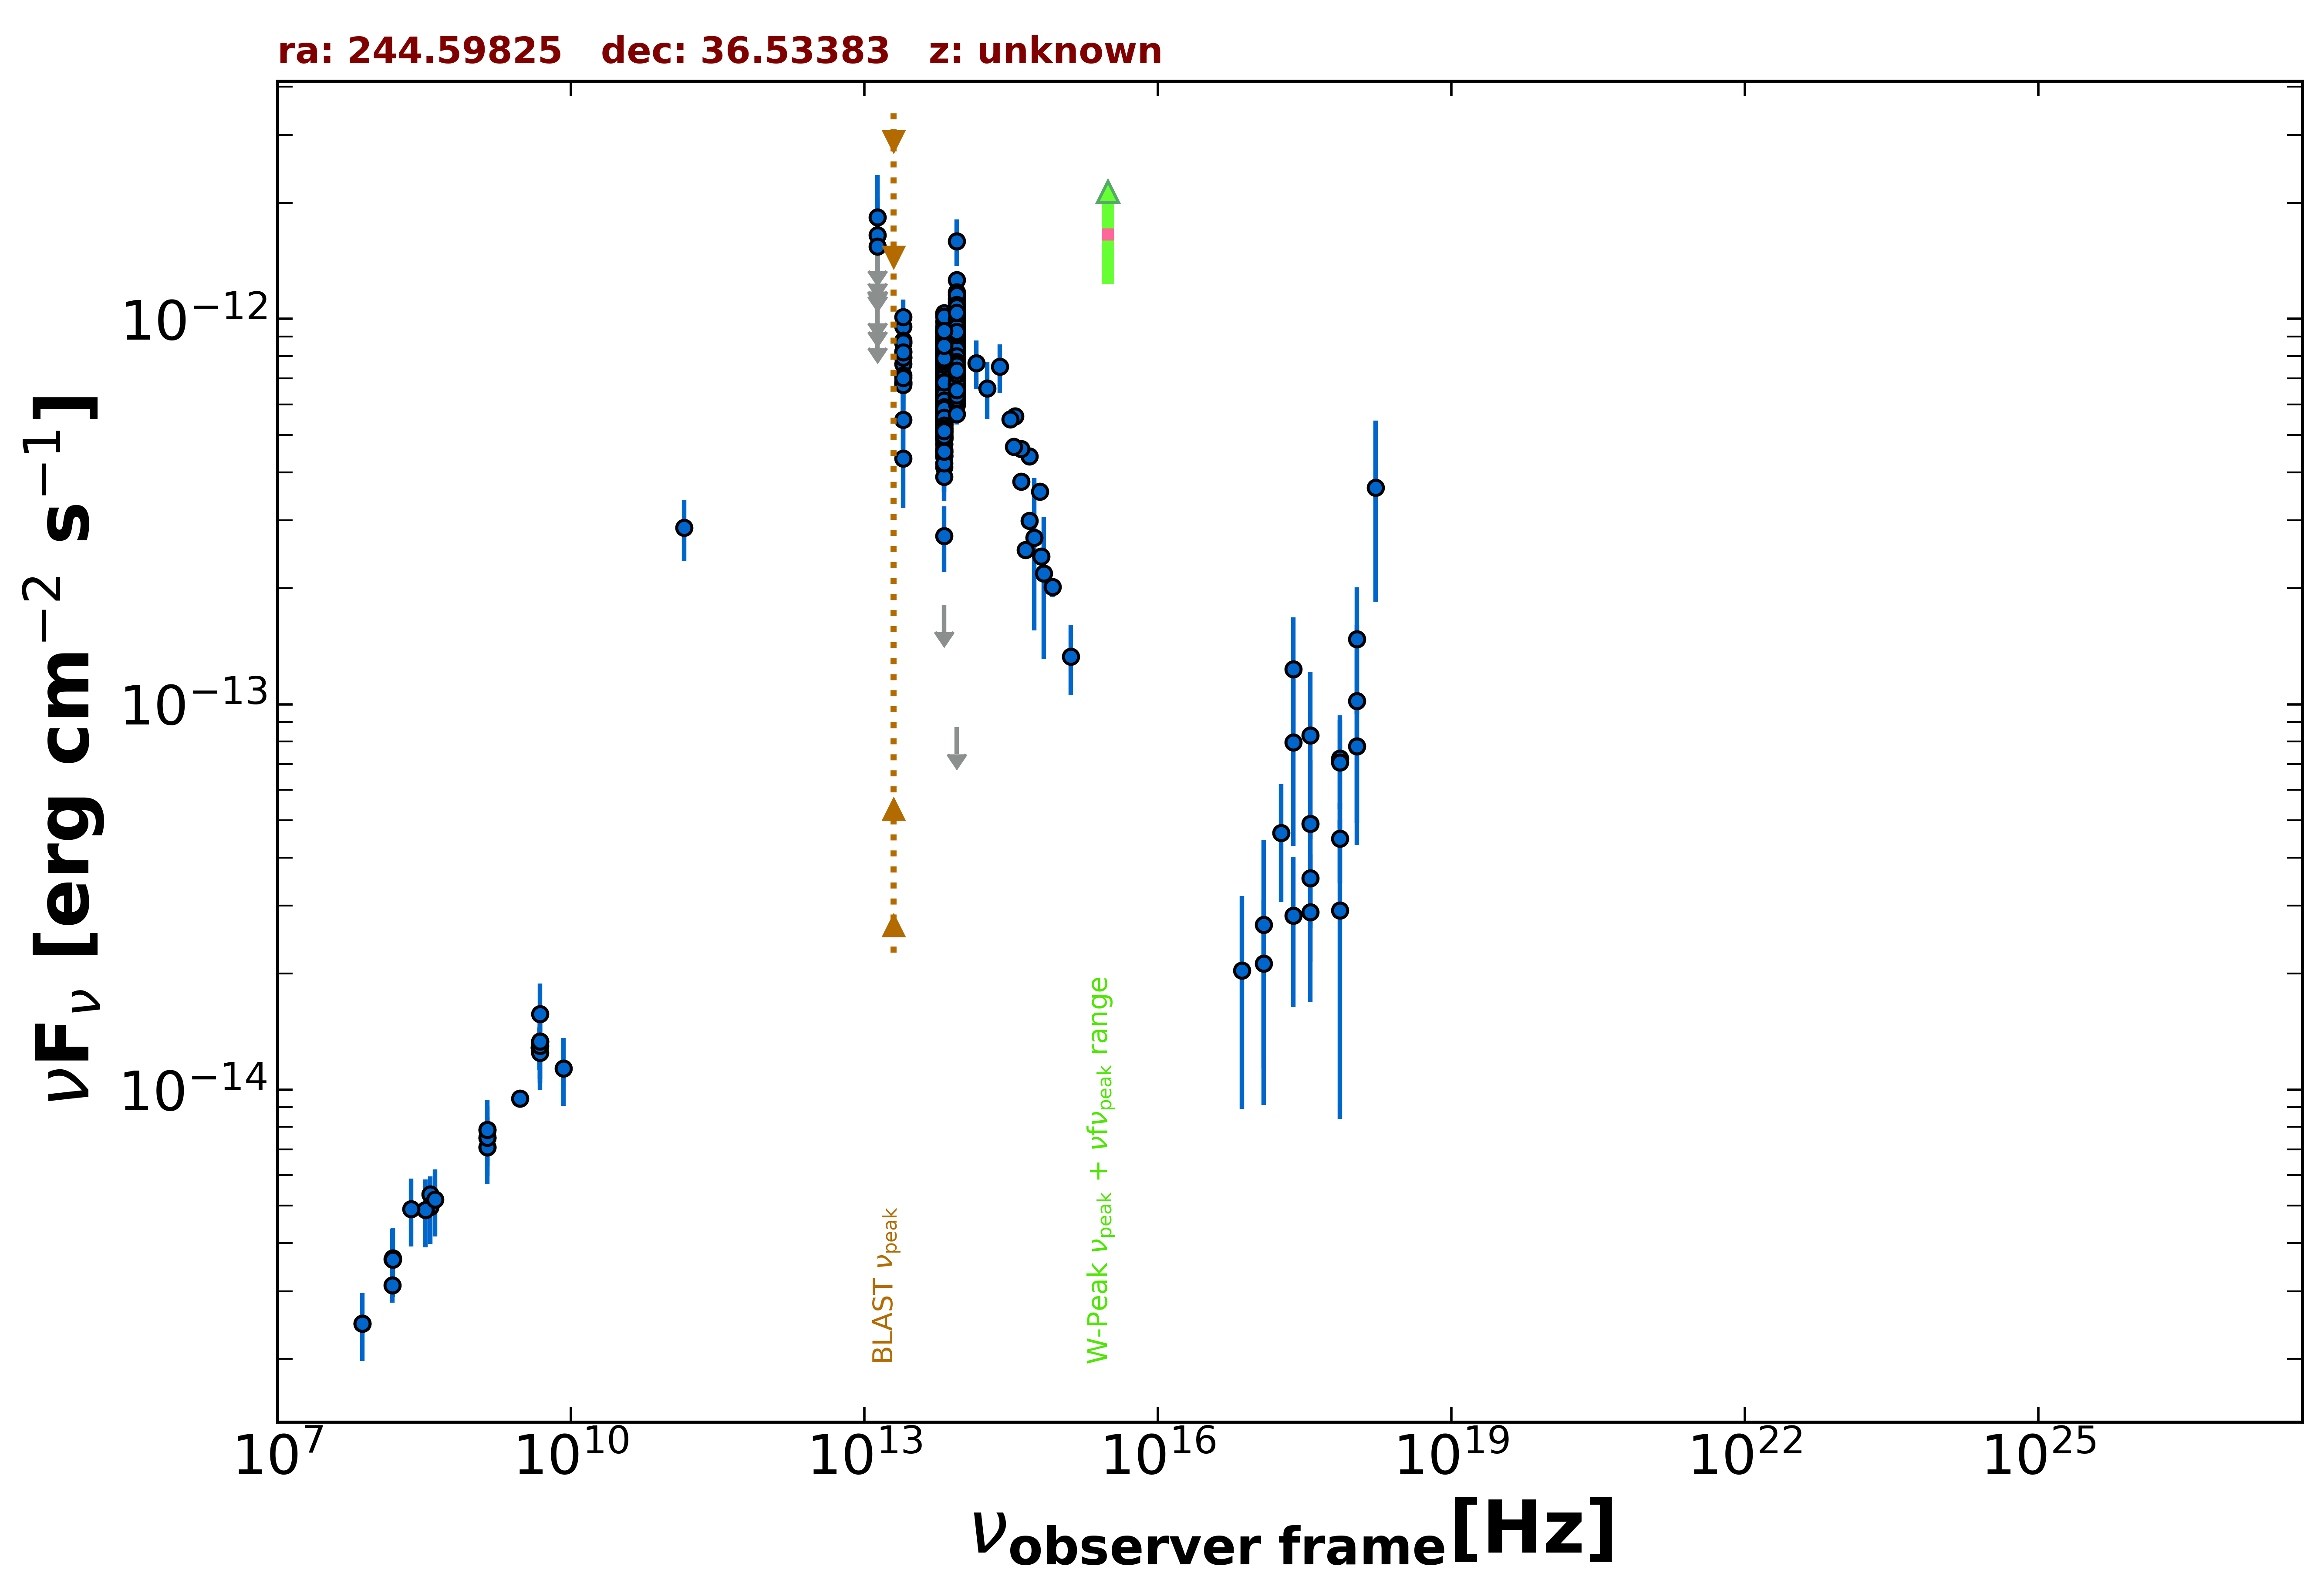 ra: 244.59825   dec: 36.53383   z: unknown
νFν [erg cm⁻² s⁻¹]
10⁻¹²
10⁻¹³
10⁻¹⁴
BLAST νpeak
W-Peak νpeak + νfνpeak range
10⁷ 10¹⁰ 10¹³ 10¹⁶ 10¹⁹ 10²² 10²⁵
νobserver frame[Hz]